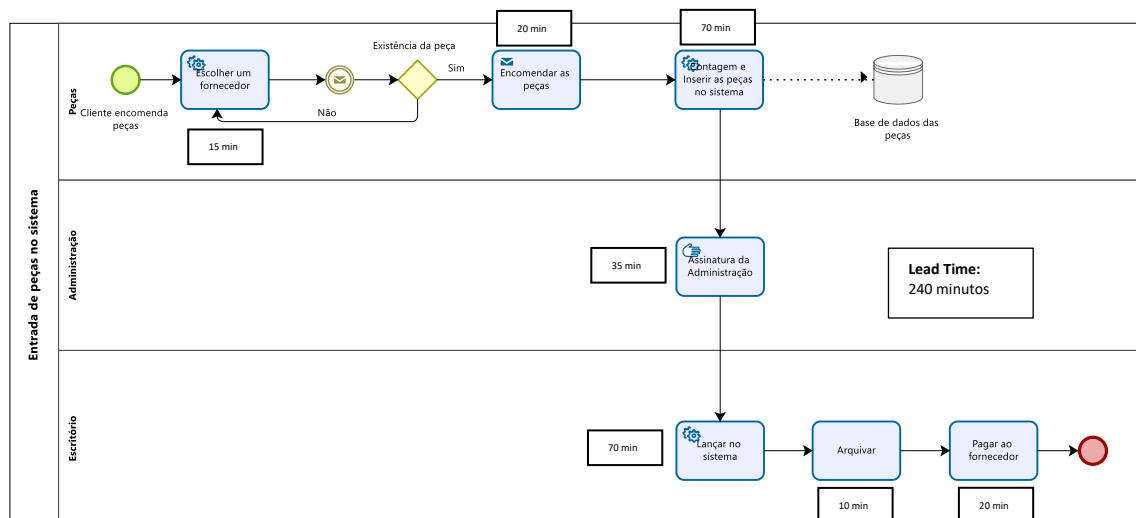 Entrada de peças no sistema
Peças
20 min
70 min
Existência da peça
Escolher um
fornecedor
Sim
Encomendar as
peças
Contagem e
Inserir as peças
no sistema
Cliente encomenda
peças
Não
Base de dados das
peças
15 min
Administração
35 min
Assinatura da
Administração
Lead Time:
240 minutos
Escritório
70 min
Lançar no
sistema
Arquivar
Pagar ao
fornecedor
10 min
20 min